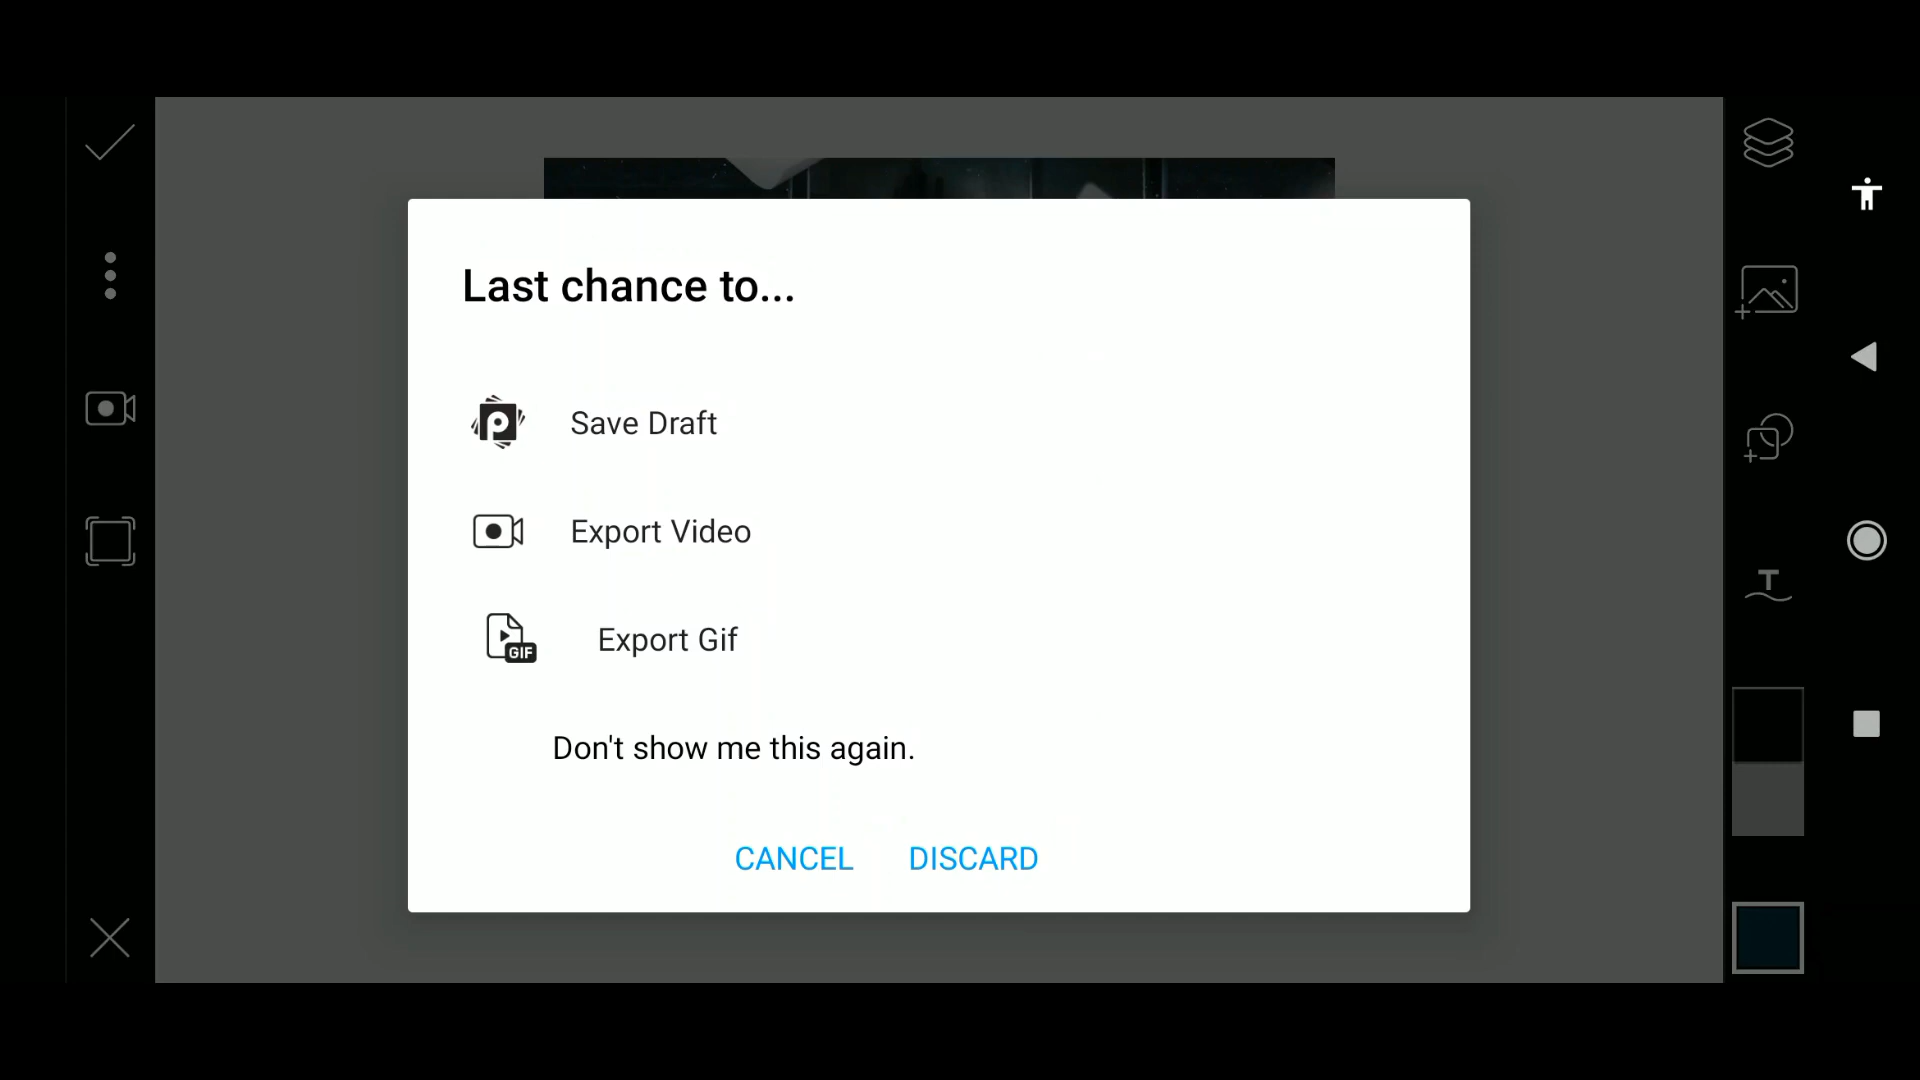 Last chance to...
Save Draft
Export Video
GIF
Export Gif
Don't show me this again.
CANCEL DISCARD
T